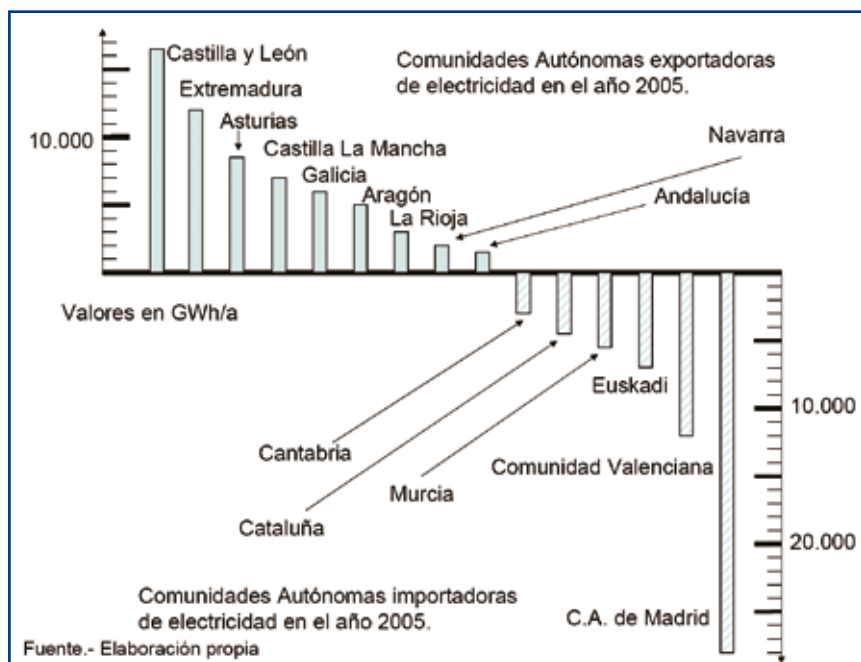 Castilla y León
Comunidades Autónomas exportadoras
de electricidad en el año 2005.
Extremadura
Asturias
10.000
Navarra
Castilla La Mancha
Galicia
Aragón
Andalucía
La Rioja
Valores en GWh/a
Euskadi
10.000
Cantabria
Comunidad Valenciana
Murcia
Cataluña
20.000
Comunidades Autónomas importadoras
de electricidad en el año 2005.
C.A. de Madrid
Fuente.- Elaboración propia